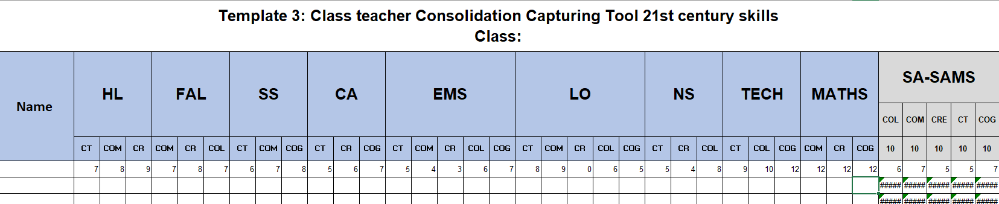 Template 3: Class teacher Consolidation Capturing Tool 21st century skills
Class:
Name HL FAL SS CA EMS LO NS TECH MATHS SA-SAMS
COL COM CRE CT COG
CT COM CR COM CR COL CT COM COG CT CR COG CT COM CR COL COG CT COM CR COL COG CT CR COL CT COL COG COM CR COG 10 10 10 10 10
7 8 9 7 8 7 6 7 8 5 6 7 5 4 3 6 7 8 9 0 6 5 5 4 8 9 10 12 12 12 12 6 7 5 5 7
##### ##### ##### ##### #####
##### ##### ##### ##### #####